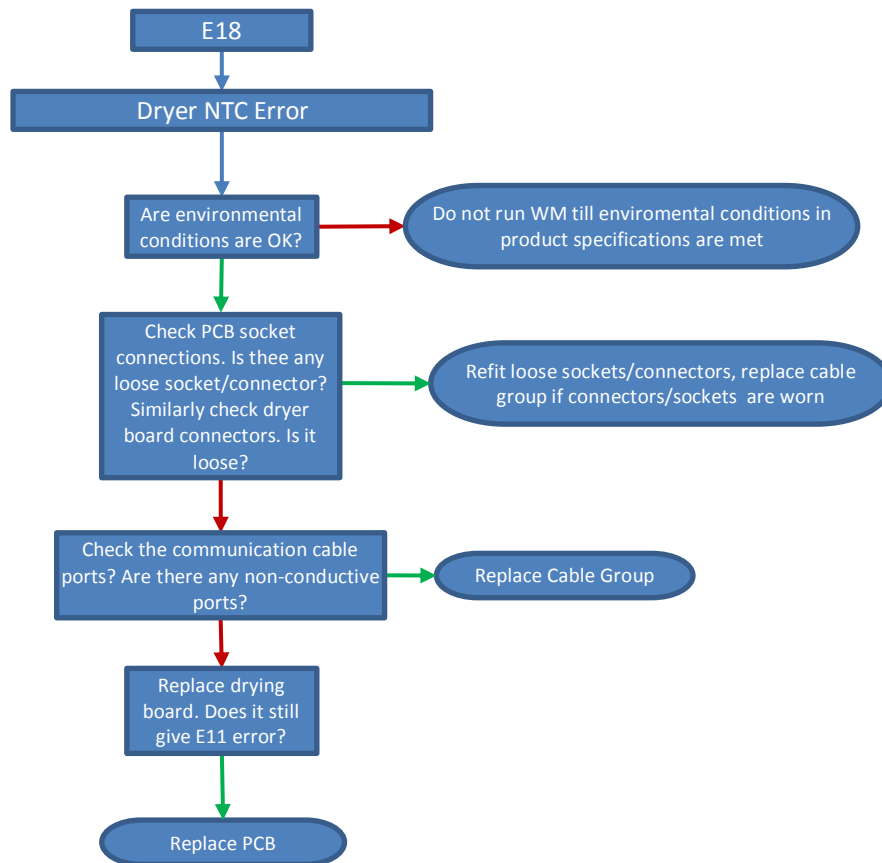 E18
Dryer NTC Error
Are environmental
conditions are OK?
Do not run WM till enviromental conditions in
product specifications are met
Check PCB socket
connections. Is thee any
loose socket/connector?
Similarly check dryer
board connectors. Is it
loose?
Refit loose sockets/connectors, replace cable
group if connectors/sockets are worn
Check the communication cable
ports? Are there any non-conductive
ports?
Replace Cable Group
Replace drying
board. Does it still
give E11 error?
Replace PCB